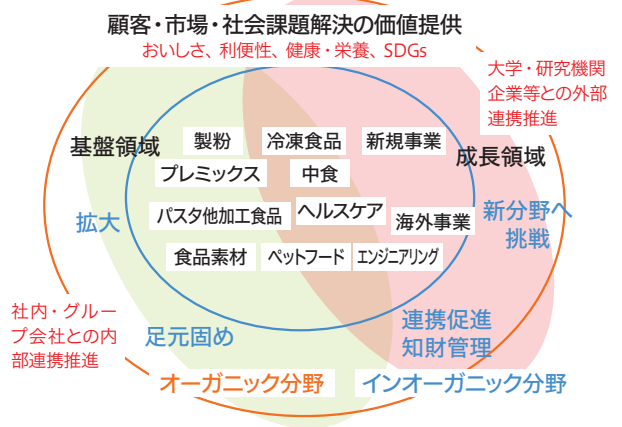 顧客・市場・社会課題解決の価値提供
おいしさ、利便性、健康・栄養、SDGs
大学・研究機関
企業等との外部
連携推進
基盤領域
製粉
冷凍食品
新規事業
成長領域
プレミックス
中食
拡大
パスタ他加工食品
ヘルスケア
海外事業
新分野へ
挑戦
食品素材
ペットフード
エンジニアリング
社内・グルー
プ会社との内
部連携推進
足元固め
連携促進
知財管理
オーガニック分野
インオーガニック分野